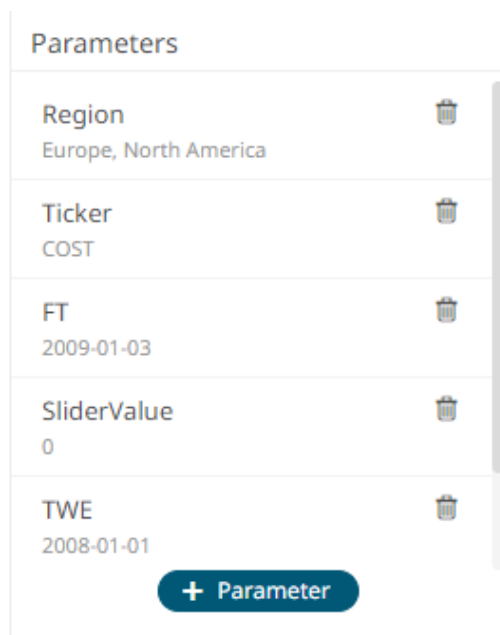 Parameters
Region
Europe, North America
Ticker
COST
FT
2009-01-03
SliderValue
0
TWE
2008-01-01
+ Parameter